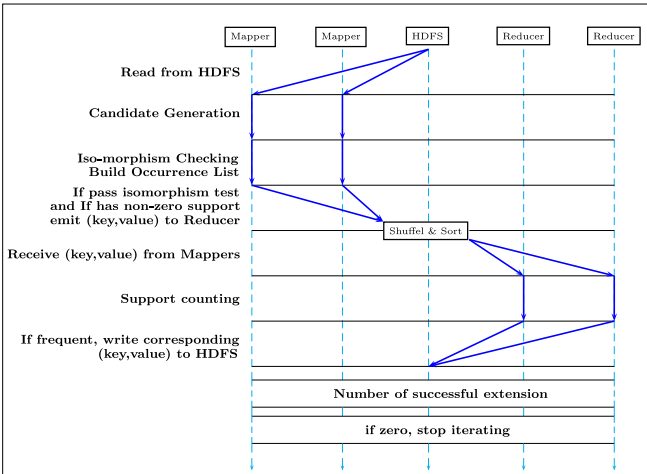 Mapper Mapper HDFS Reducer Reducer
Read from HDFS
Candidate Generation
Iso-morphism Checking
Build Occurrence List
If pass isomorphism test
and If has non-zero support
emit (key,value) to Reducer
Shuffel & Sort
Receive (key,value) from Mappers
Support counting
If frequent, write corresponding
(key,value) to HDFS
Number of successful extension
if zero, stop iterating